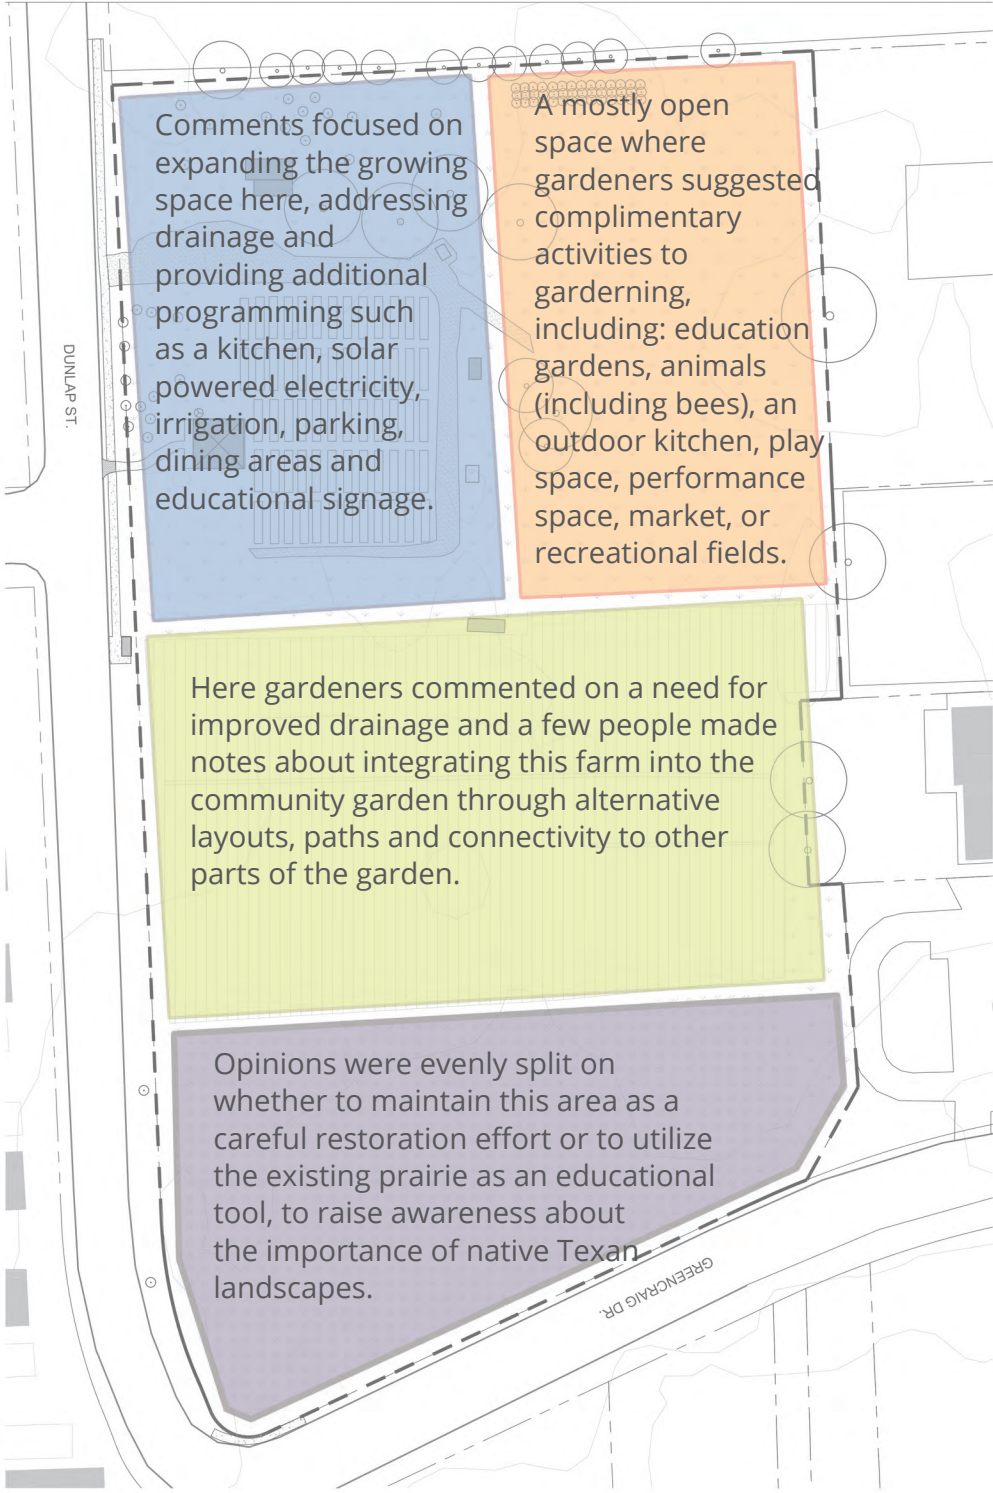 Comments focused on
expanding the growing
space here, addressing
drainage and
providing additional
programming such
as a kitchen, solar
powered electricity,
irrigation, parking,
dining areas and
educational signage.
A mostly open
space where
gardeners suggested
complimentary
activities to
garderning,
including: education
gardens, animals
(including bees), an
outdoor kitchen, play
space, performance
space, market, or
recreational fields.
DUNLAP ST.
Here gardeners commented on a need for
improved drainage and a few people made
notes about integrating this farm into the
community garden through alternative
layouts, paths and connectivity to other
parts of the garden.
Opinions were evenly split on
whether to maintain this area as a
careful restoration effort or to utilize
the existing prairie as an educational
tool, to raise awareness about
the importance of native Texan
landscapes.
GREENCRAIG DR.